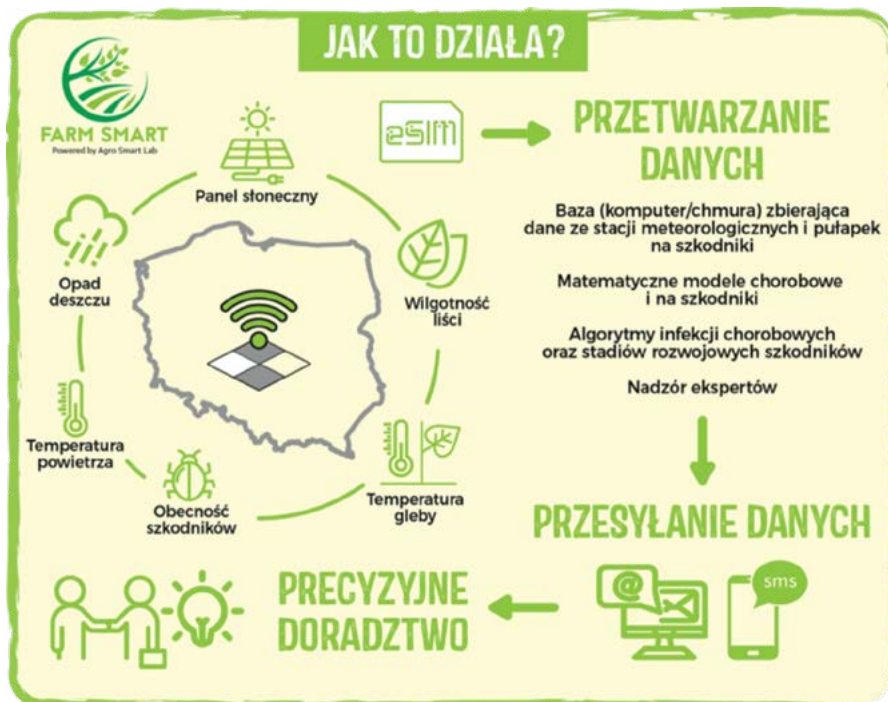 JAK TO DZIAŁA?
FARM SMART
Powered by Agro Smart Lab
Panel słoneczny
Opad
deszczu
Wilgotność
liści
Temperatura
powietrza
Obecność
szkodników
Temperatura
gleby
eSIM
PRZETWARZANIE
DANYCH
Baza (komputer/chmura) zbierająca
dane ze stacji meteorologicznych i pułapek
na szkodniki
Matematyczne modele chorobowe
i na szkodniki
Algorytmy infekcji chorobowych
oraz stadiów rozwojowych szkodników
Nadzór ekspertów
PRZESYŁANIE DANYCH
@
sms
PRECYZYJNE
DORADZTWO